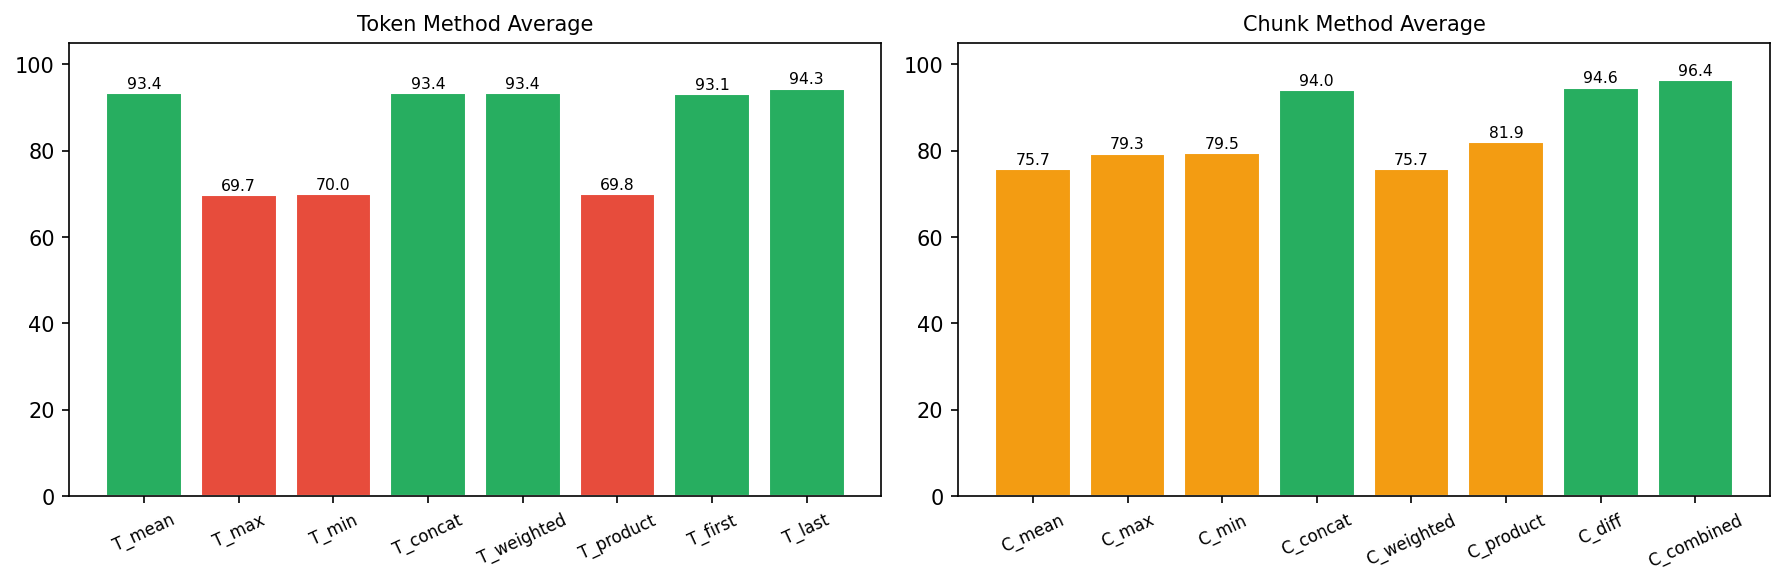 Token Method Average
100
80
60
40
20
0
93.4
69.7
70.0
93.4
93.4
69.8
93.1
94.3
T_mean
T_max
T_min
T_concat
T_weighted
T_product
T_first
T_last
Chunk Method Average
100
80
60
40
20
0
75.7
79.3
79.5
94.0
75.7
81.9
94.6
96.4
C_mean
C_max
C_min
C_concat
C_weighted
C_product
C_diff
C_combined